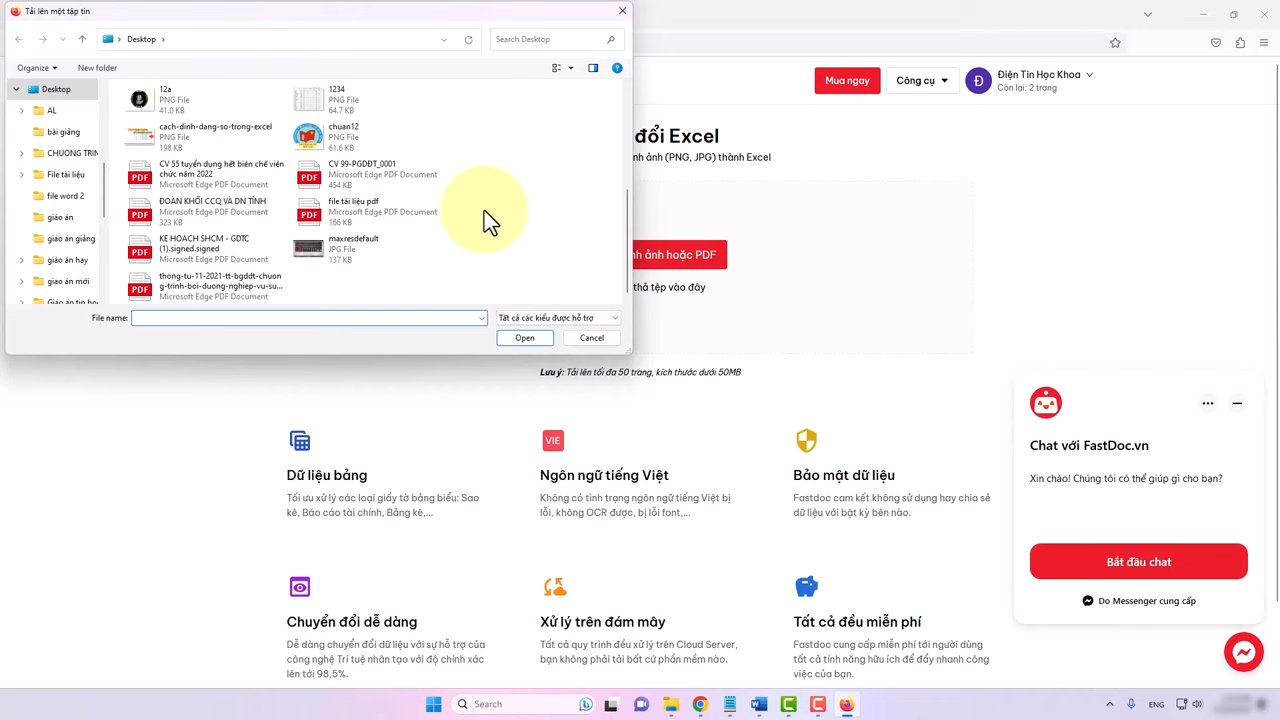 Tải lên một tập tin
Desktop
Search Desktop
Organize
New folder
Desktop
AL
bài giảng
CHUONG TRIN
File tài liệu
file word 2
giáo án
giáo án giảng
giáo án hay
giao án mới
Giáo án tin họ
12a
PNG File
41.0 KB
1234
PNG File
64.7 KB
cach-dinh-dang-so-trong-excel
PNG File
198 KB
chuan12
PNG File
61.6 KB
CV 55 tuyển dụng hết biên chế viên
chức năm 2022
Microsoft Edge PDF Document
CV 99-PGDĐT_0001
Microsoft Edge PDF Document
454 KB
ĐOÀN KHỐI CCQ VÀ DN TỈNH
Microsoft Edge PDF Document
323 KB
file tài liệu pdf
Microsoft Edge PDF Document
166 KB
KE HOACH SHCM - GDTC
(1).signed.signed
Microsoft Edge PDF Document
maxresdefault
JPG File
137 KB
thong-tu-11-2021-tt-bgddt-chuon
g-trinh-boi-duong-nghiep-vu-su...
Microsoft Edge PDF Document
PDF
PDF
PDF
PDF
PDF
PDF
File name:
Tất cả các kiểu được hỗ trợ
Open
Cancel
Mua ngay
Công cụ
Đ
Điện Tin Học Khoa
Còn lại: 2 trang
đổi Excel
nh ảnh (PNG, JPG) thành Excel
nh ảnh hoặc PDF
thả tệp vào đây
Lưu ý: Tải lên tối đa 50 trang, kích thước dưới 50MB
Dữ liệu bảng
Tối ưu xử lý các loại giấy tờ bảng biểu: Sao
kê, Báo cáo tài chính, Bảng kê,...
VIE
Ngôn ngữ tiếng Việt
Không có tình trạng ngôn ngữ tiếng Việt bị
lỗi, không OCR được, bị lỗi font,...
Bảo mật dữ liệu
Fastdoc cam kết không sử dụng hay chia sẻ
dữ liệu với bất kỳ bên nào.
Chuyển đổi dễ dàng
Dễ dàng chuyển đổi dữ liệu với sự hỗ trợ của
công nghệ Trí tuệ nhân tạo với độ chính xác
lên tới 98,5%.
Xử lý trên đám mây
Tất cả quy trình đều xử lý trên Cloud Server,
bạn không phải tải bất cứ phần mềm nào.
Tất cả đều miễn phí
Fastdoc cung cấp miễn phí tới người dùng
tất cả tính năng hữu ích để đẩy nhanh công
việc của bạn.
Chat với FastDoc.vn
Xin chào! Chúng tôi có thể giúp gì cho bạn?
Bắt đầu chat
Do Messenger cung cấp
Search
ENG